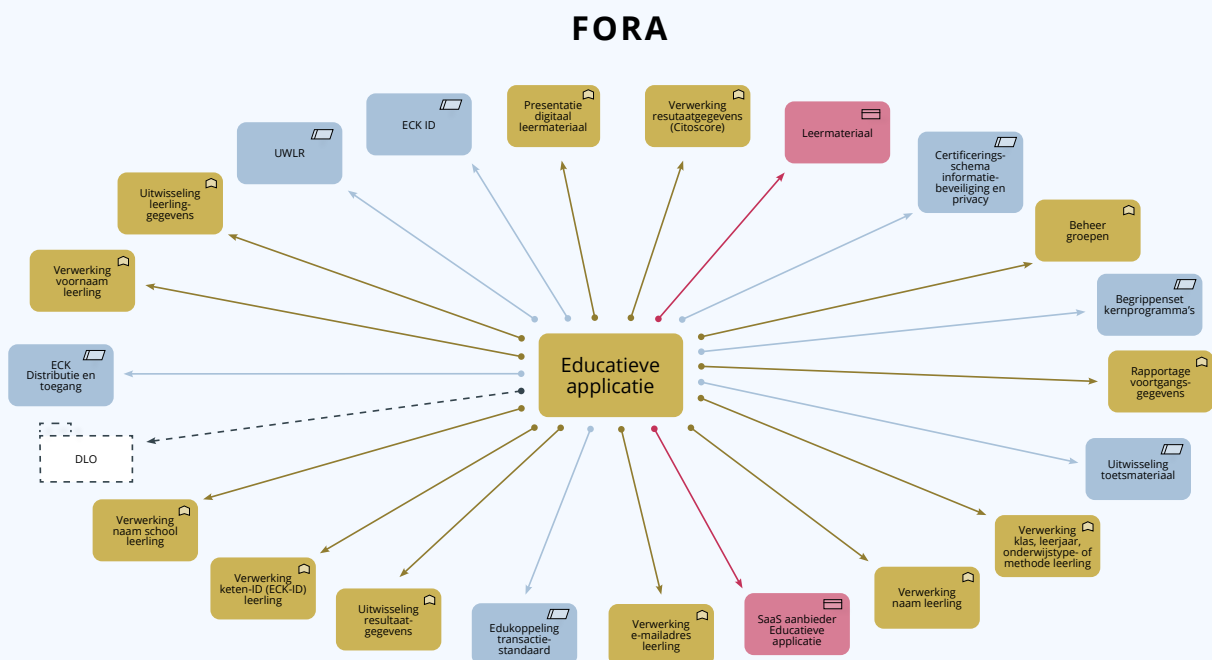 FORA
Presentatie
digitaal
leermateriaal
Verwerking
resutaatgegevens
(Citoscore)
ECK ID
Leermateriaal
UWLR
Certificerings-
schema
informatie-
beveiliging en
privacy
Uitwisseling
leerling-
gegevens
Beheer
groepen
Verwerking
voornaam
leerling
Begrippenset
kernprogramma's
ECK
Distributie en
toegang
Educatieve
applicatie
Rapportage
voortgangs-
gegevens
DLO
Uitwisseling
toetsmateriaal
Verwerking
naam school
leerling
Verwerking
klas, leerjaar,
onderwijstype- of
methode leerling
Verwerking
keten-ID (ECK-ID)
leerling
Verwerking
naam leerling
Uitwisseling
resultaat-
gegevens
Edukoppeling
transactie-
standaard
Verwerking
e-mailadres
leerling
SaaS aanbieder
Educatieve
applicatie